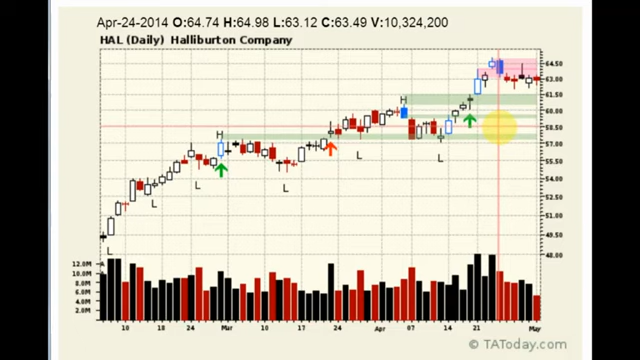 Apr-24-2014 O:64.74 H:64.98 L:63.12 C:63.49 V:10,324,200
HAL (Daily) Halliburton Company
64.50
63.00
61.50
60.00
58.50
57.00
55.50
54.00
52.50
51.00
49.50
48.00
H
H
L
L
L
L
L
L
12.0M
10.0M
8.0M
6.0M
4.0M
2.0M
10 18 24 Mar 10 17 24 Apr 07 14 21 May
© TAToday.com